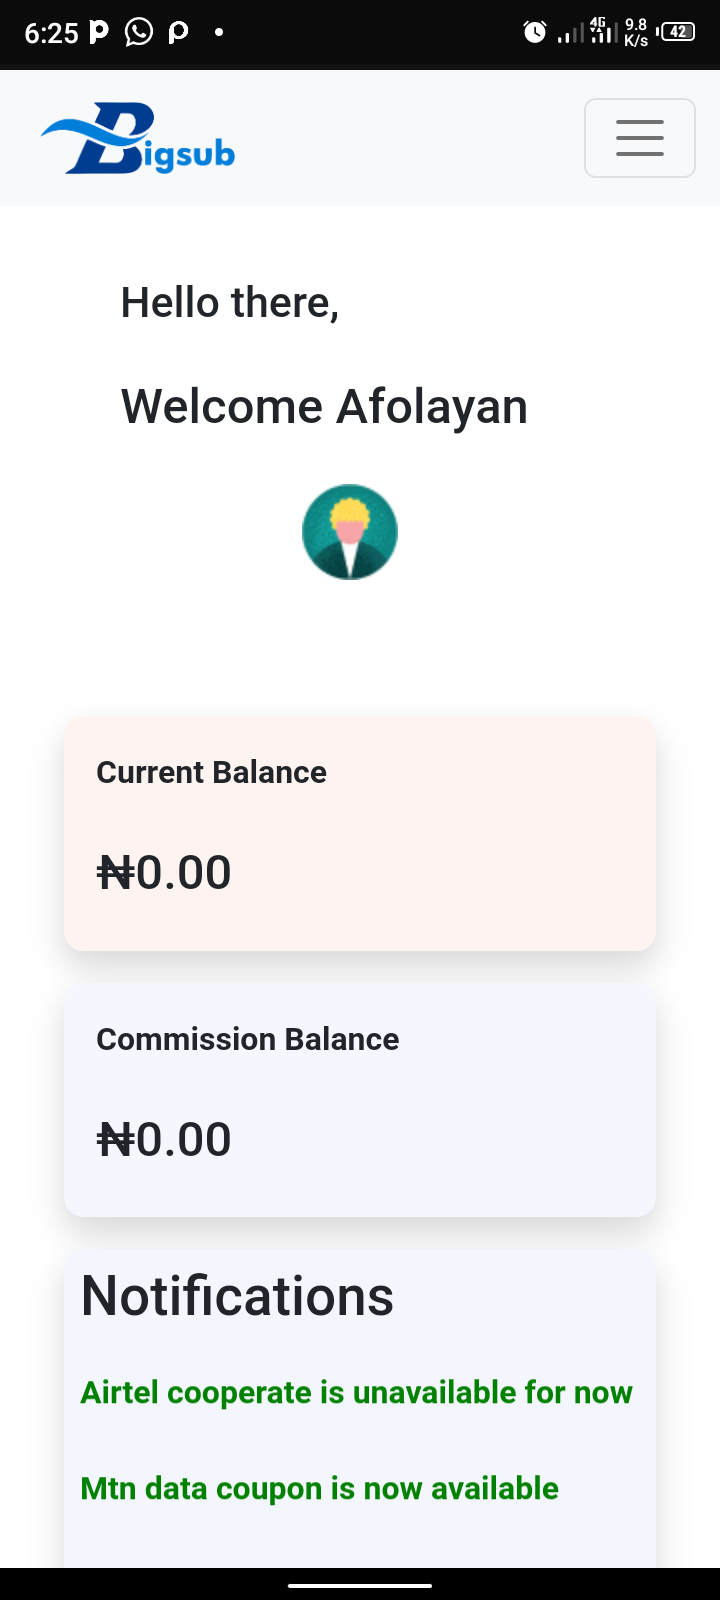 6:25
4G
9.8
K/s
42
Bigsub
Hello there,
Welcome Afolayan
Current Balance
₦0.00
Commission Balance
₦0.00
Notifications
Airtel cooperate is unavailable for now
Mtn data coupon is now available